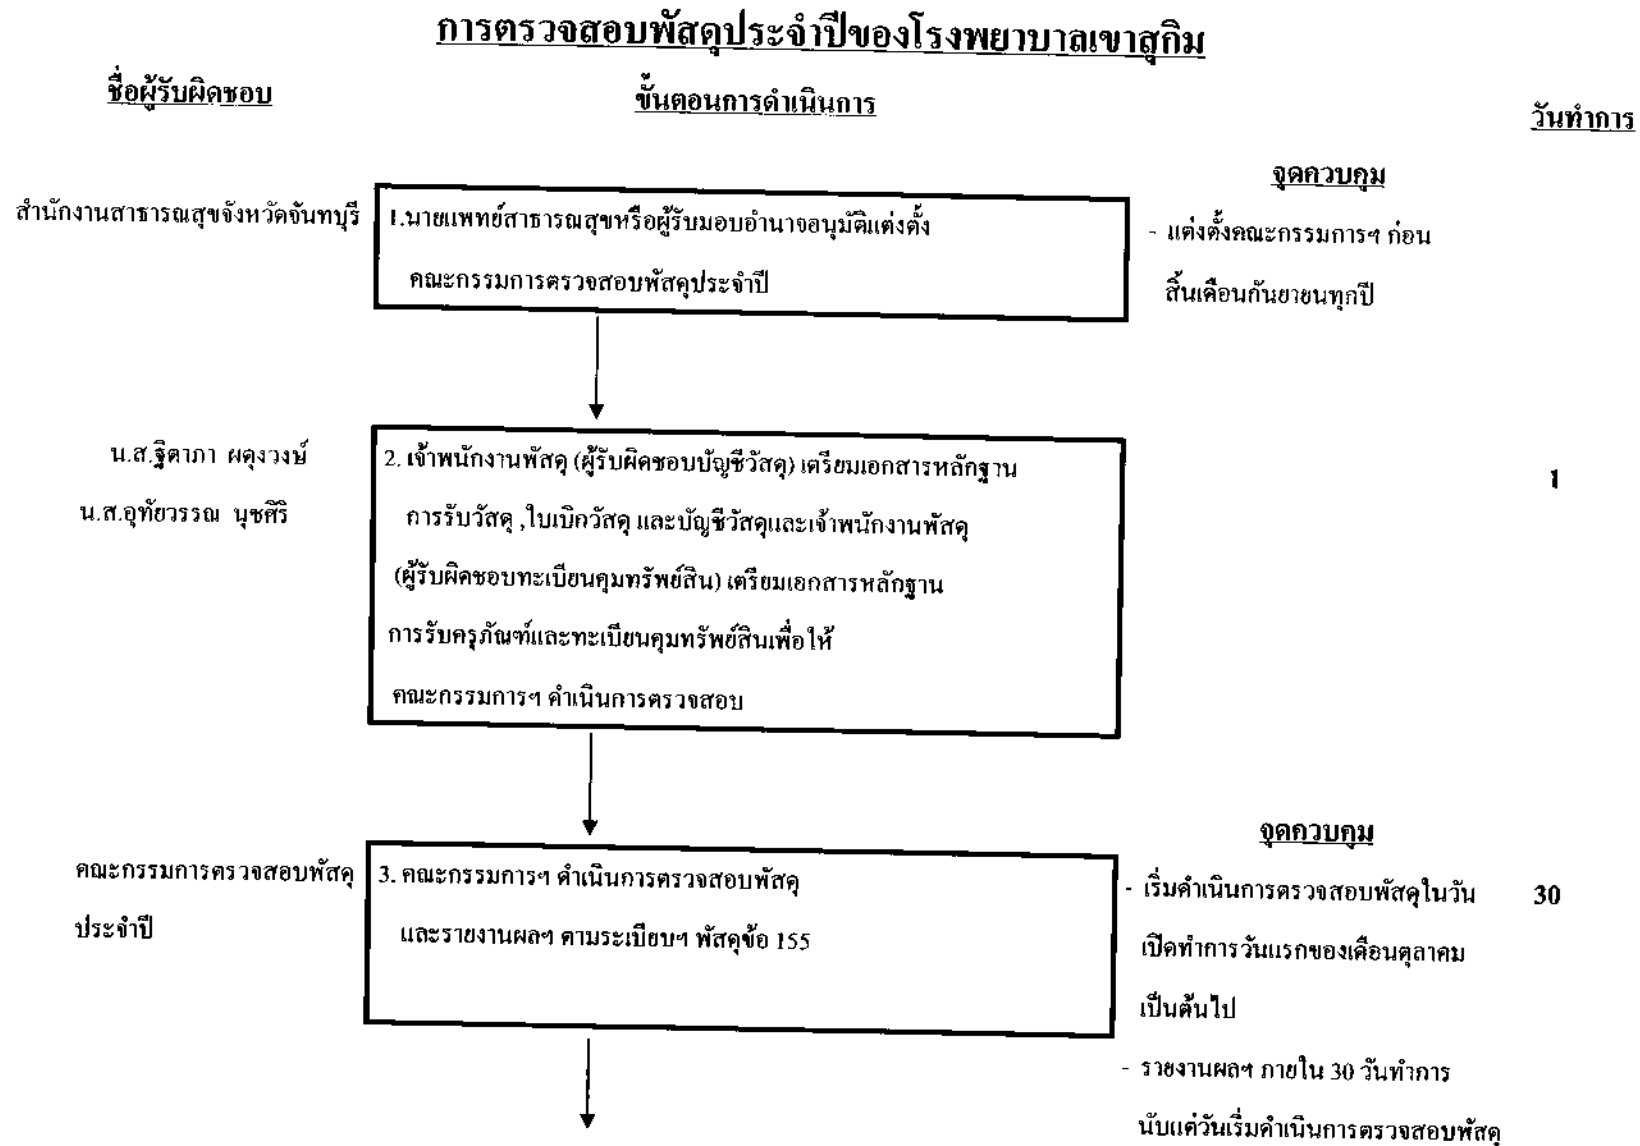 การตรวจสอบพัสดุประจำปีของโรงพยาบาลเขาสุกิม
ชื่อผู้รับผิดชอบ
ขั้นตอนการดำเนินการ
วันทำการ
จุดควบคุม
สำนักงานสาธารณสุขจังหวัดจันทบุรี
1.นายแพทย์สาธารณสุขหรือผู้รับมอบอำนาจอนุมัติแต่งตั้ง
คณะกรรมการตรวจสอบพัสดุประจำปี
- แต่งตั้งคณะกรรมการฯ ก่อน
สิ้นเดือนกันยายนทุกปี
น.ส.ฐิตาภา ผดุงวงษ์
น.ส.อุทัยวรรณ นุชศิริ
2. เจ้าพนักงานพัสดุ (ผู้รับผิดชอบบัญชีวัสดุ) เตรียมเอกสารหลักฐาน
การรับวัสดุ ,ใบเบิกวัสดุ และบัญชีวัสดุและเจ้าพนักงานพัสดุ
(ผู้รับผิดชอบทะเบียนคุมทรัพย์สิน) เตรียมเอกสารหลักฐาน
การรับครุภัณฑ์และทะเบียนคุมทรัพย์สินเพื่อให้
คณะกรรมการฯ ดำเนินการตรวจสอบ
1
จุดควบคุม
คณะกรรมการตรวจสอบพัสดุ
ประจำปี
3. คณะกรรมการฯ ดำเนินการตรวจสอบพัสดุ
และรายงานผลฯ ตามระเบียบฯ พัสดุข้อ 155
- เริ่มดำเนินการตรวจสอบพัสดุในวัน
เปิดทำการวันแรกของเดือนตุลาคม
เป็นต้นไป
30
- รายงานผลฯ ภายใน 30 วันทำการ
นับแต่วันเริ่มดำเนินการตรวจสอบพัสดุ